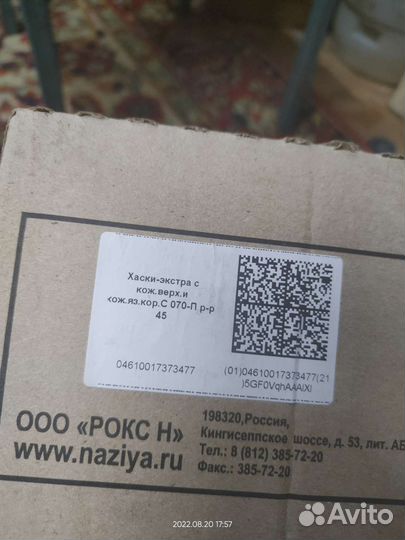 Хаски-экстра с
кож.верх.и
кож.яз.кор.С 070-П р-р
45
04610017373477
(01)04610017373477(21
)5GF0VqhAAAIXl
ООО «РОКС Н»
www.naziya.ru
198320,Россия,
Кингисеппское шоссе, д. 53, лит. АБ
Тел.: 8 (812) 385-72-20
Факс.: 385-72-20
2022.08.20 17:57
Avito